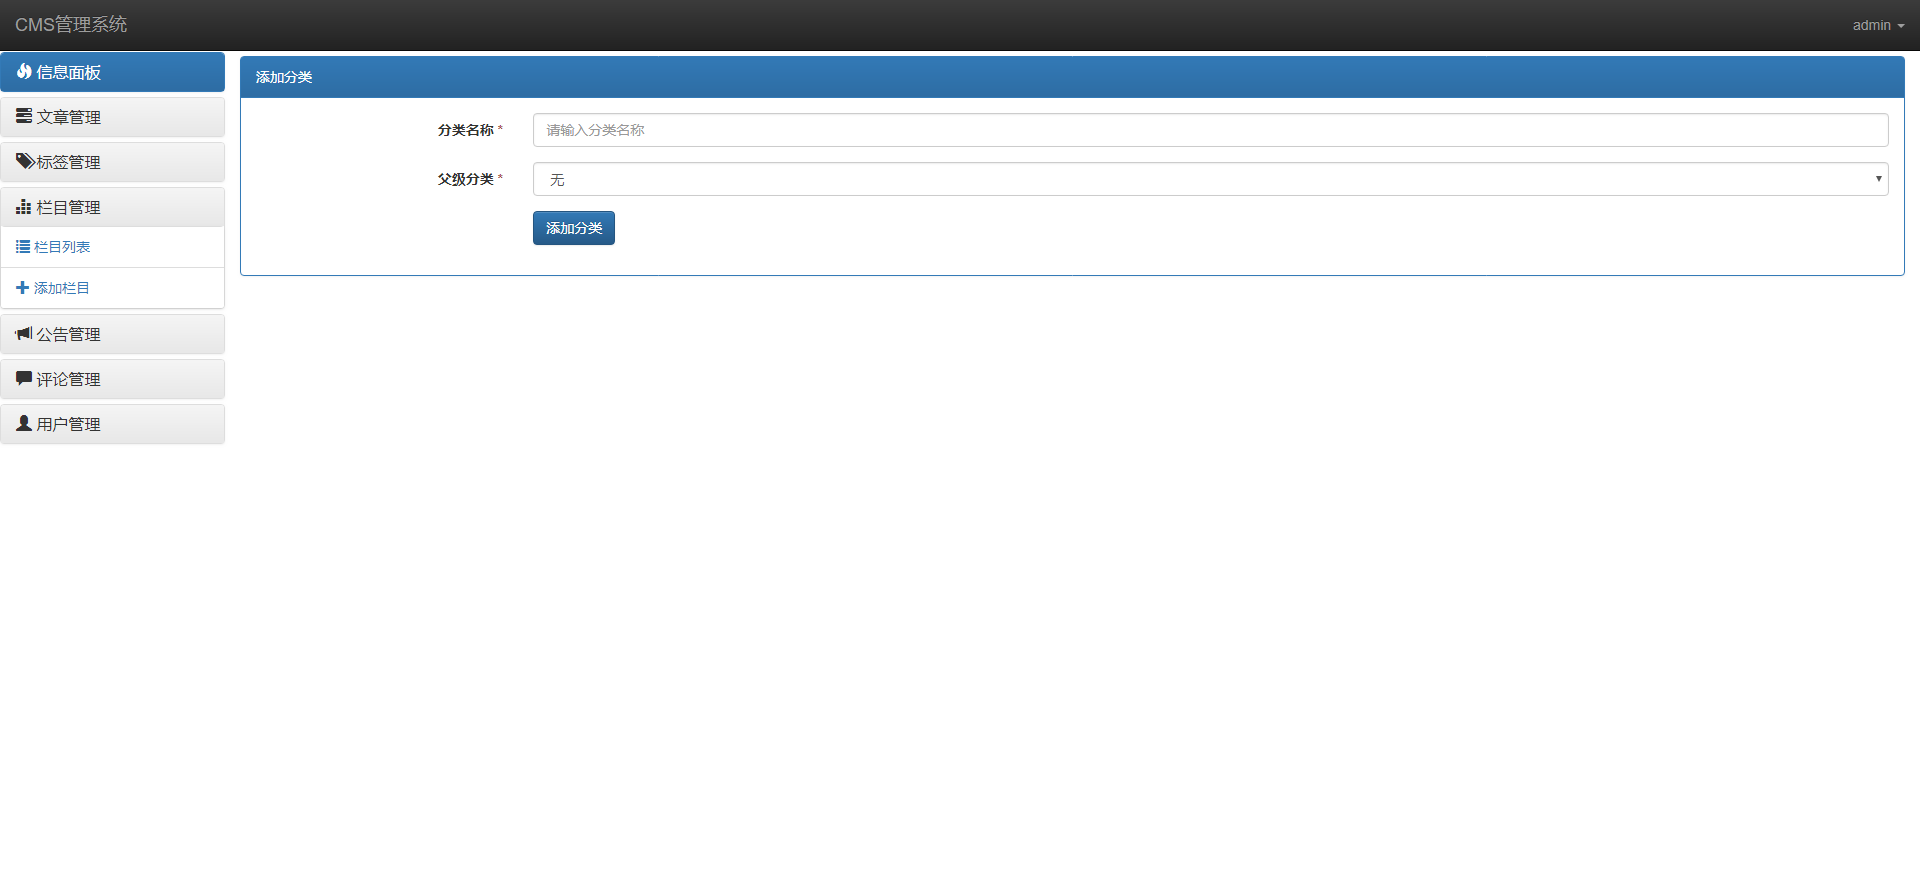 CMS管理系统
admin
信息面板
文章管理
标签管理
栏目管理
栏目列表
添加栏目
公告管理
评论管理
用户管理
添加分类
分类名称 *
请输入分类名称
父级分类 *
无
添加分类